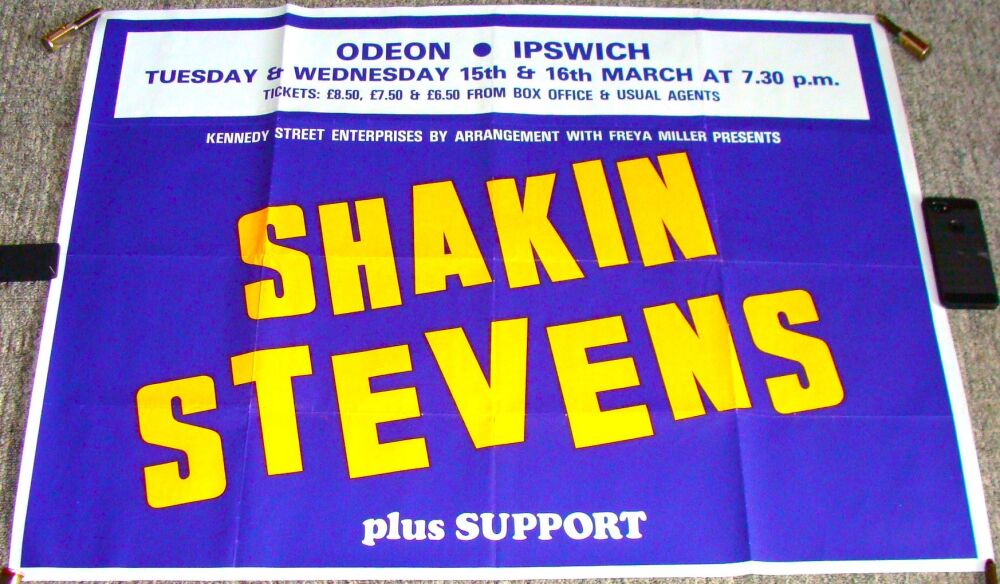 ODEON ● IPSWICH
TUESDAY & WEDNESDAY 15th & 16th MARCH AT 7.30 p.m.
TICKETS: £8.50, £7.50 & £6.50 FROM BOX OFFICE & USUAL AGENTS
KENNEDY STREET ENTERPRISES BY ARRANGEMENT WITH FREYA MILLER PRESENTS
SHAKIN
STEVENS
plus SUPPORT